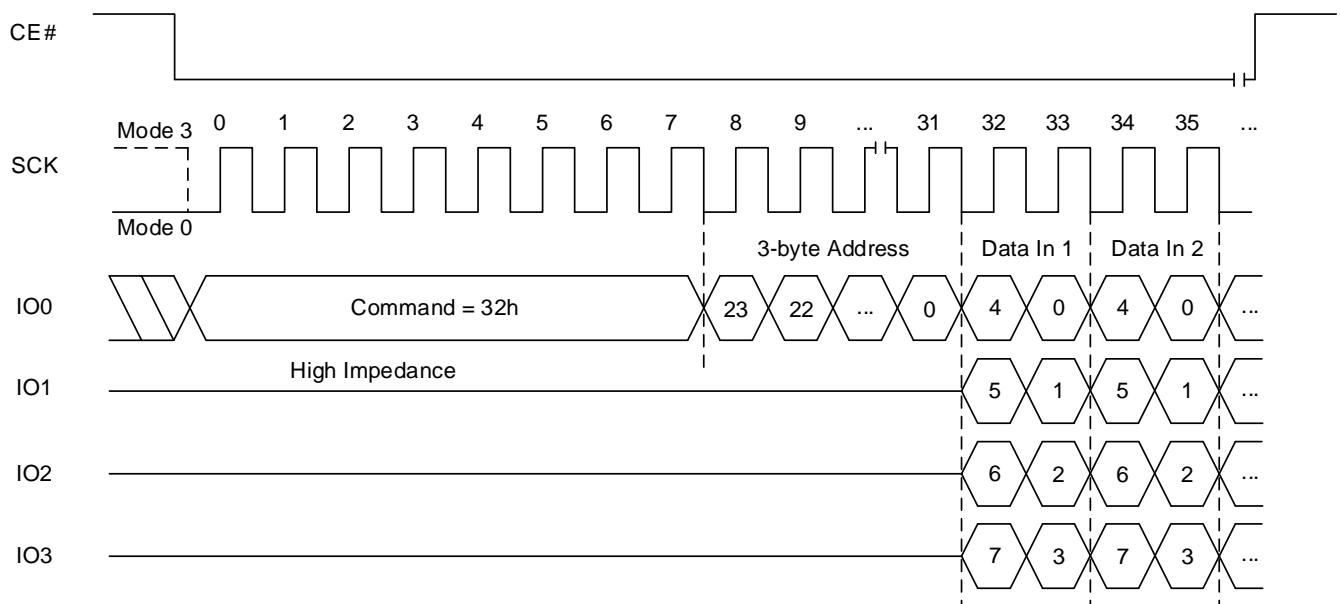 CE#
Mode 3 0 1 2 3 4 5 6 7 8 9 ... 31 32 33 34 35 ...
SCK
Mode 0
3-byte Address Data In 1 Data In 2
IO0 Command = 32h 23 22 ... 0 4 0 4 0 ...
High Impedance
IO1 5 1 5 1 ...
IO2 6 2 6 2 ...
IO3 7 3 7 3 ...